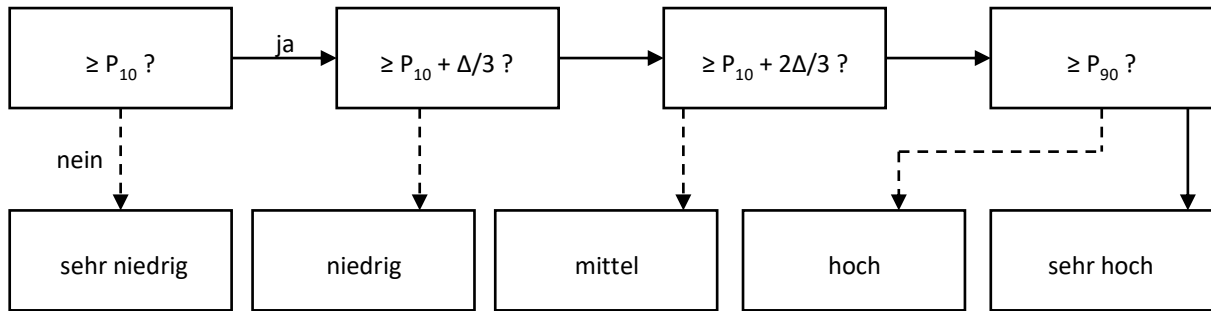 ≥ P₁₀ ?
ja
≥ P₁₀ + Δ/3 ?
≥ P₁₀ + 2Δ/3 ?
≥ P₉₀ ?
nein
sehr niedrig
niedrig
mittel
hoch
sehr hoch